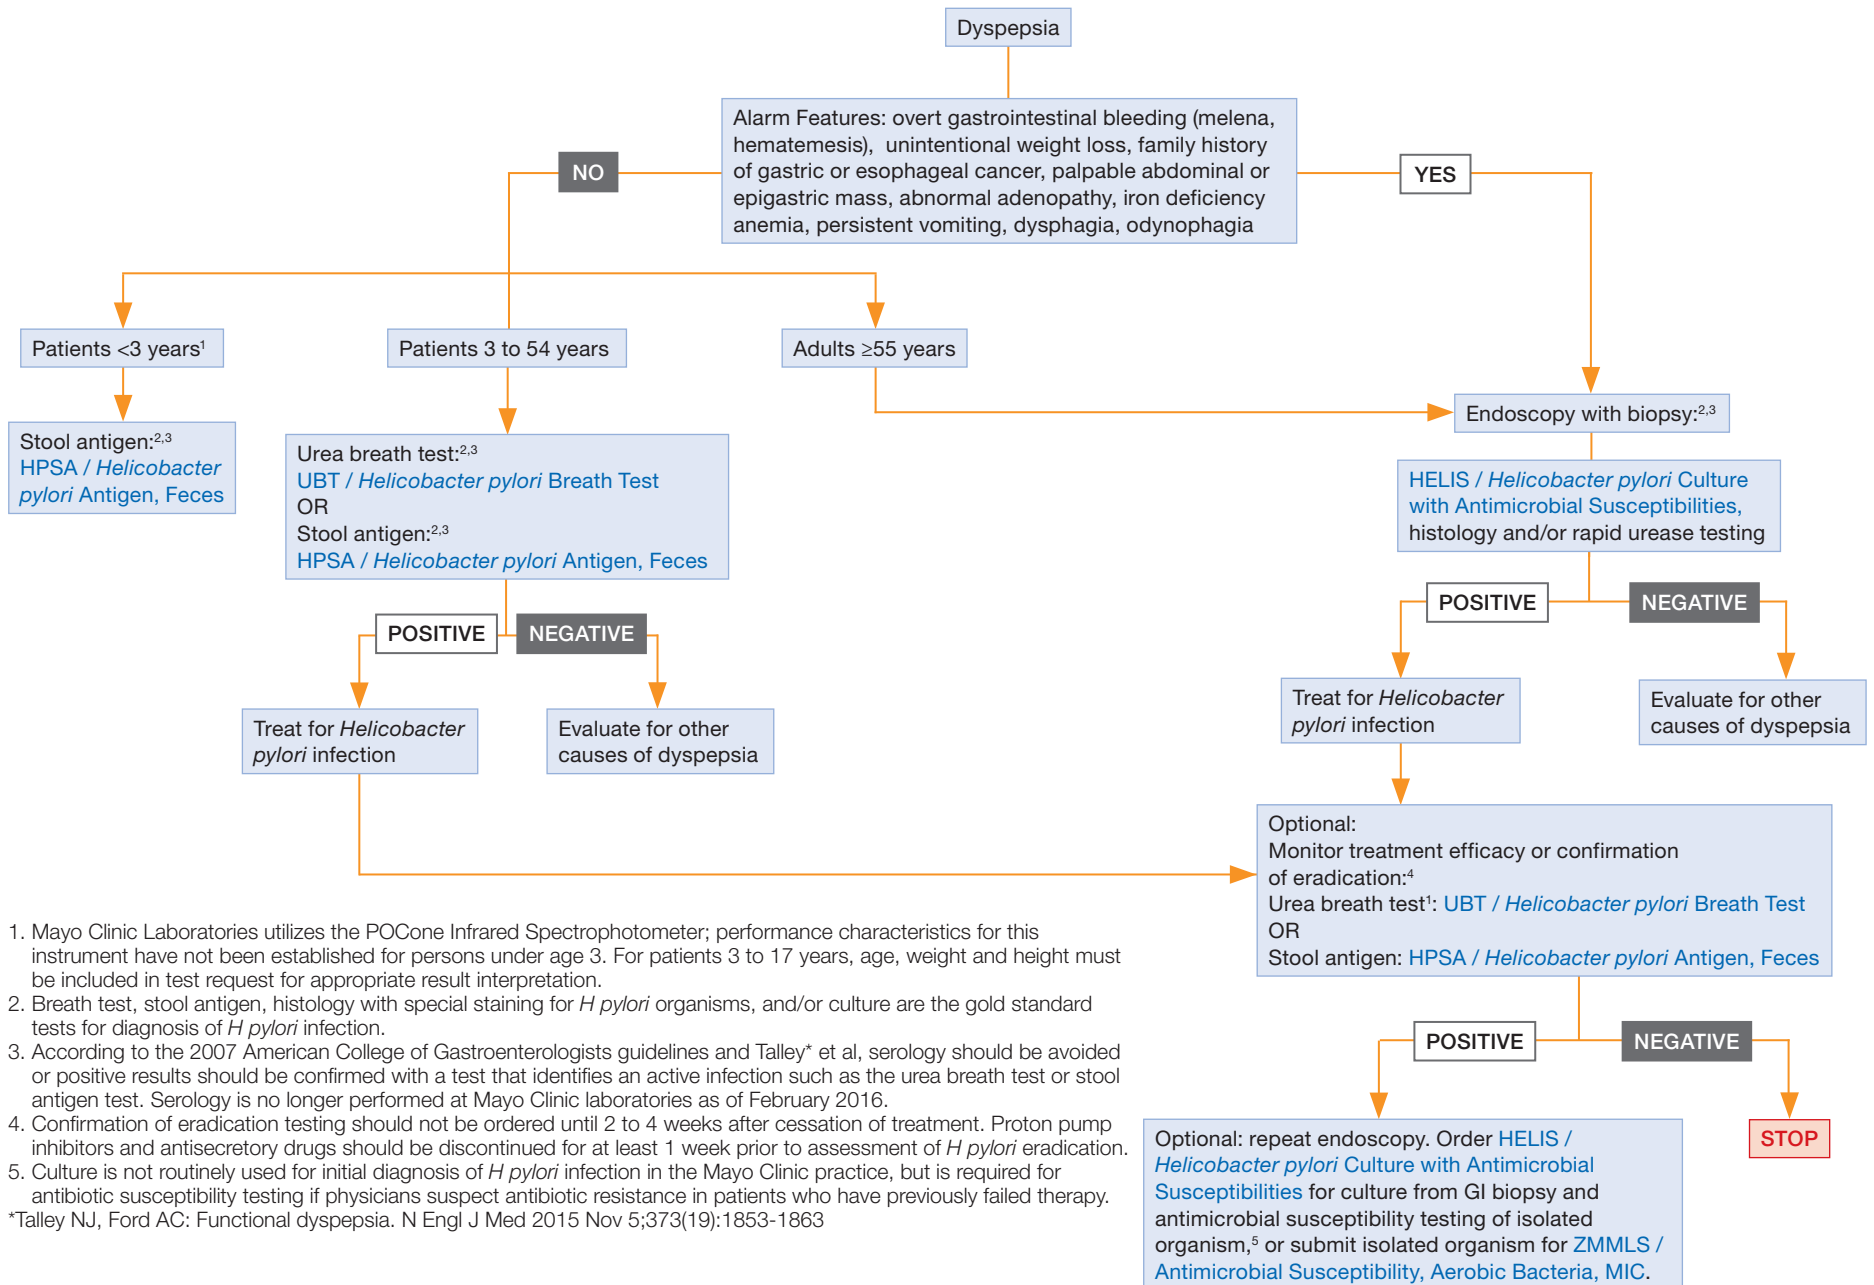 Dyspepsia
Alarm Features: overt gastrointestinal bleeding (melena,
hematemesis), unintentional weight loss, family history
of gastric or esophageal cancer, palpable abdominal or
epigastric mass, abnormal adenopathy, iron deficiency
anemia, persistent vomiting, dysphagia, odynophagia
NO
YES
Patients <3 years¹
Patients 3 to 54 years
Adults ≥55 years
Stool antigen:²,³
HPSA / Helicobacter
pylori Antigen, Feces
Urea breath test:²,³
UBT / Helicobacter pylori Breath Test
OR
Stool antigen:²,³
HPSA / Helicobacter pylori Antigen, Feces
Endoscopy with biopsy:²,³
HELIS / Helicobacter pylori Culture
with Antimicrobial Susceptibilities,
histology and/or rapid urease testing
POSITIVE
NEGATIVE
Treat for Helicobacter
pylori infection
Evaluate for other
causes of dyspepsia
POSITIVE
NEGATIVE
Treat for Helicobacter
pylori infection
Evaluate for other
causes of dyspepsia
Optional:
Monitor treatment efficacy or confirmation
of eradication:⁴
Urea breath test¹: UBT / Helicobacter pylori Breath Test
OR
Stool antigen: HPSA / Helicobacter pylori Antigen, Feces
POSITIVE
NEGATIVE
Optional: repeat endoscopy. Order HELIS /
Helicobacter pylori Culture with Antimicrobial
Susceptibilities for culture from GI biopsy and
antimicrobial susceptibility testing of isolated
organism,⁵ or submit isolated organism for ZMMLS /
Antimicrobial Susceptibility, Aerobic Bacteria, MIC.
STOP
1. Mayo Clinic Laboratories utilizes the POCone Infrared Spectrophotometer; performance characteristics for this
instrument have not been established for persons under age 3. For patients 3 to 17 years, age, weight and height must
be included in test request for appropriate result interpretation.
2. Breath test, stool antigen, histology with special staining for H pylori organisms, and/or culture are the gold standard
tests for diagnosis of H pylori infection.
3. According to the 2007 American College of Gastroenterologists guidelines and Talley* et al, serology should be avoided
or positive results should be confirmed with a test that identifies an active infection such as the urea breath test or stool
antigen test. Serology is no longer performed at Mayo Clinic laboratories as of February 2016.
4. Confirmation of eradication testing should not be ordered until 2 to 4 weeks after cessation of treatment. Proton pump
inhibitors and antisecretory drugs should be discontinued for at least 1 week prior to assessment of H pylori eradication.
5. Culture is not routinely used for initial diagnosis of H pylori infection in the Mayo Clinic practice, but is required for
antibiotic susceptibility testing if physicians suspect antibiotic resistance in patients who have previously failed therapy.
*Talley NJ, Ford AC: Functional dyspepsia. N Engl J Med 2015 Nov 5;373(19):1853-1863